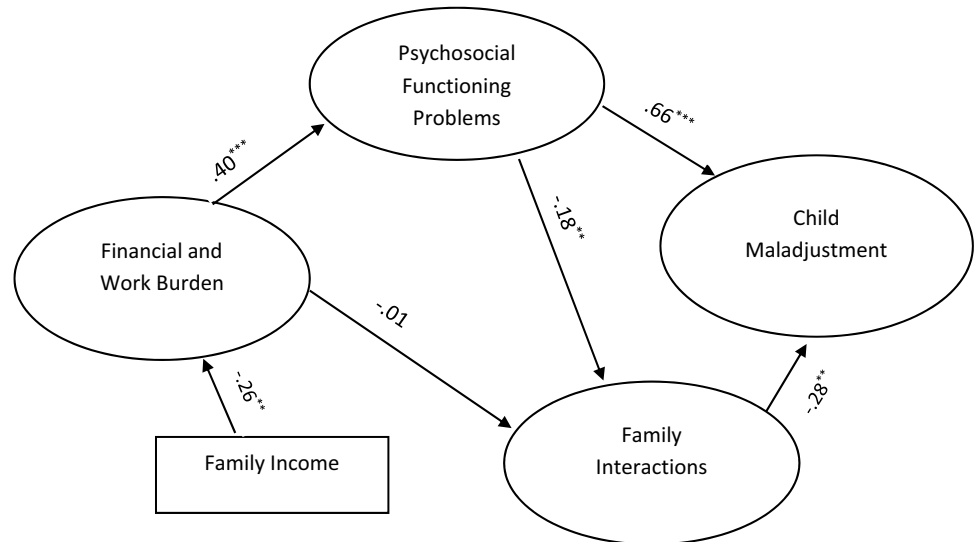 Psychosocial
Functioning
Problems
.40***
.66***
-.18**
Child
Maladjustment
Financial and
Work Burden
-.01
-.26**
-.28**
Family Income
Family
Interactions